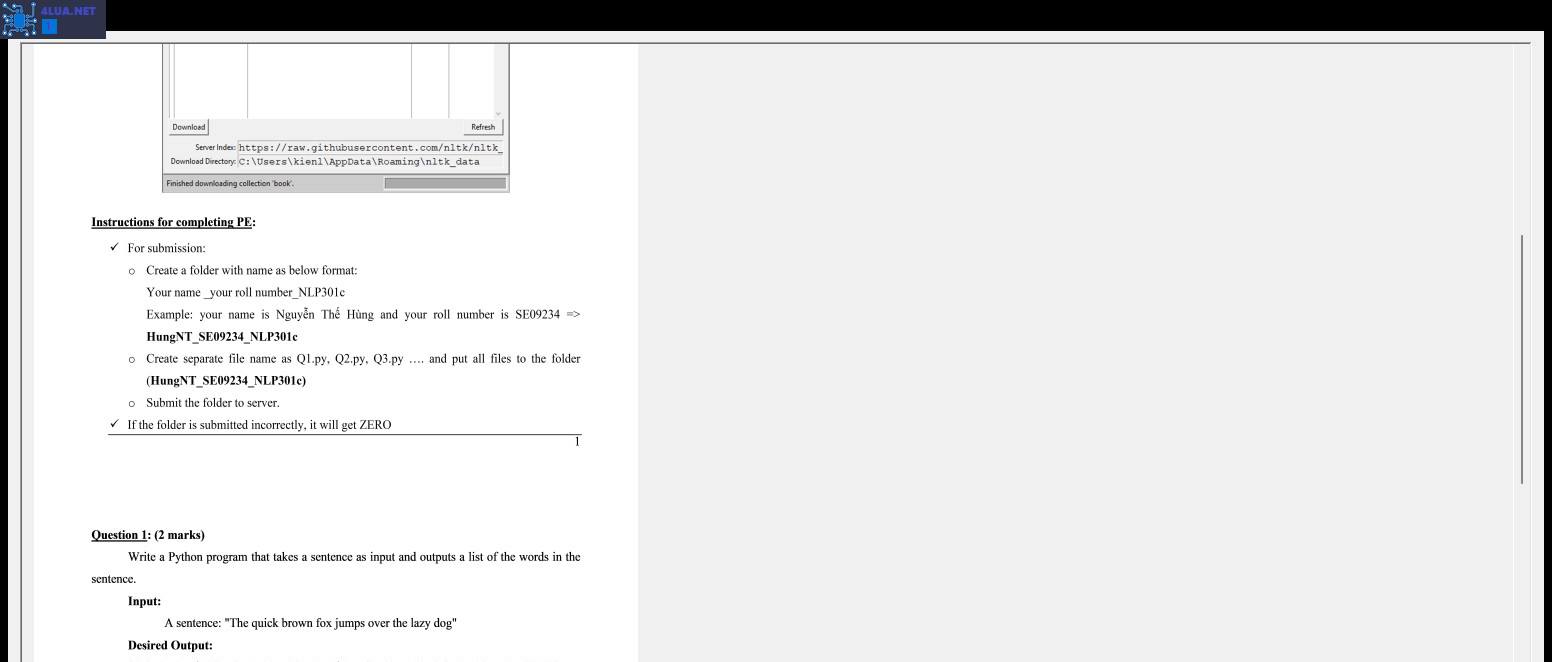 4LUA.NET
Download
Refresh
Server Index: https://raw.githubusercontent.com/nltk/nltk_
Download Directory: C:\Users\kienl\AppData\Roaming\nltk_data
Finished downloading collection 'book'.
Instructions for completing PE:
✓ For submission:
o Create a folder with name as below format:
Your name _your roll number_NLP301c
Example: your name is Nguyễn Thế Hùng and your roll number is SE09234 =>
HungNT_SE09234_NLP301c
o Create separate file name as Q1.py, Q2.py, Q3.py …. and put all files to the folder
(HungNT_SE09234_NLP301c)
o Submit the folder to server.
✓ If the folder is submitted incorrectly, it will get ZERO
1
Question 1: (2 marks)
Write a Python program that takes a sentence as input and outputs a list of the words in the
sentence.
Input:
A sentence: "The quick brown fox jumps over the lazy dog"
Desired Output: